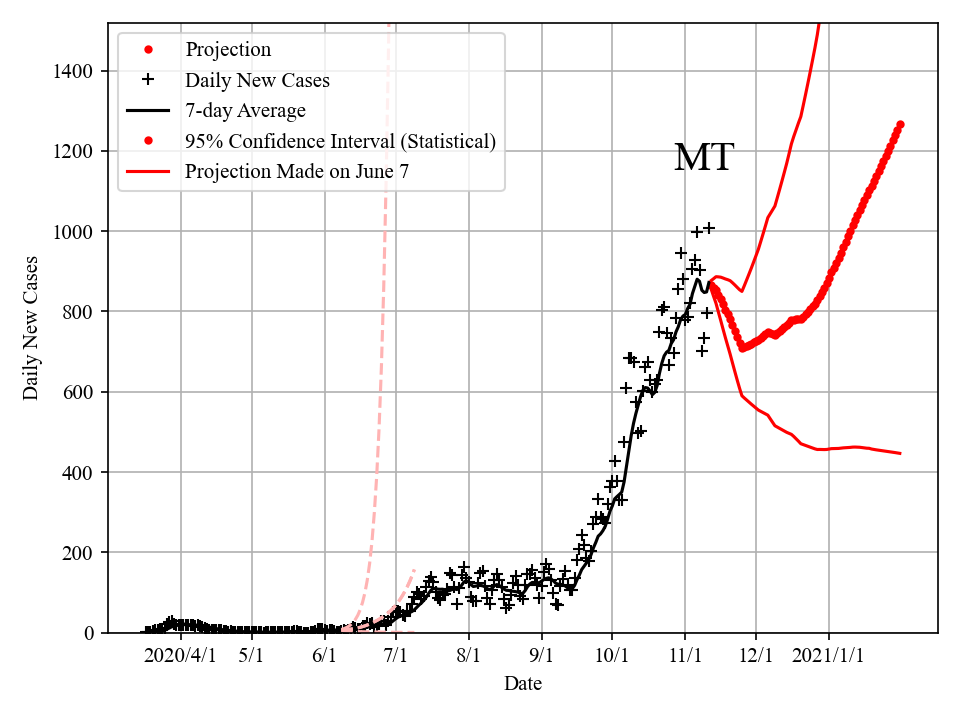 Projection
Daily New Cases
7-day Average
95% Confidence Interval (Statistical)
Projection Made on June 7
MT
Daily New Cases
1400
1200
1000
800
600
400
200
0
2020/4/1 5/1 6/1 7/1 8/1 9/1 10/1 11/1 12/1 2021/1/1
Date